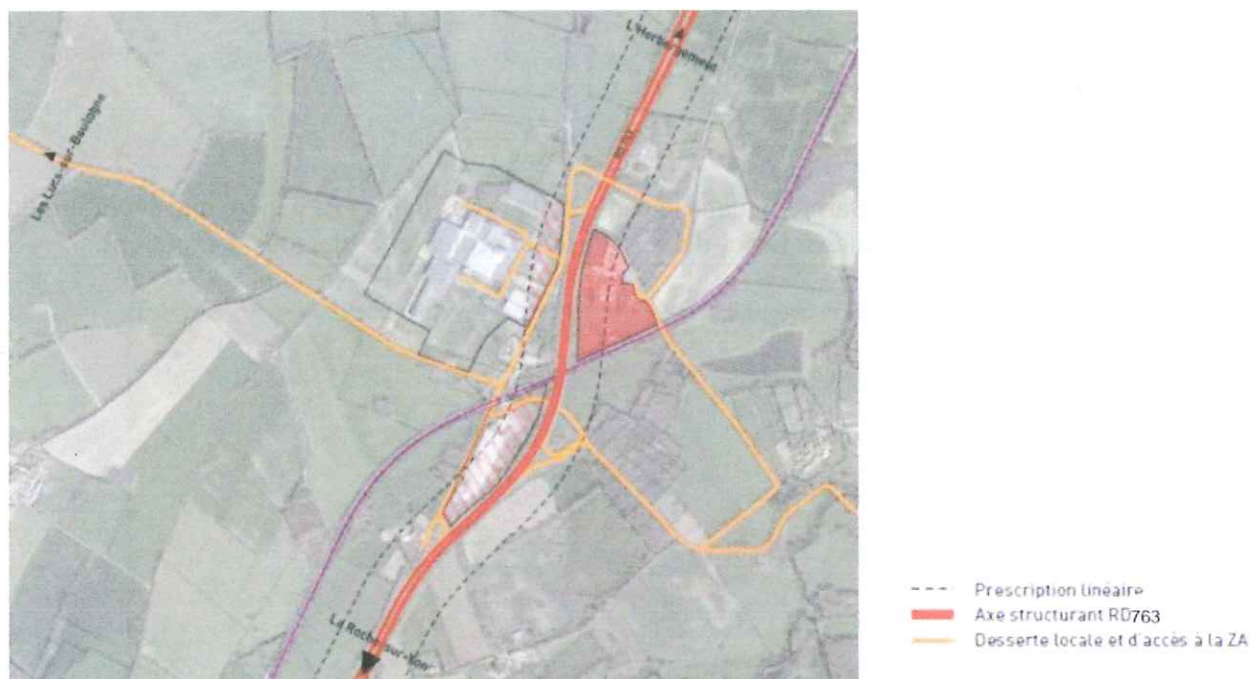 L'Herbergement
Les Lucs-sur-Boulogne
La Roche-sur-Yon
Prescription linéaire
Axe structurant RD763
Desserte locale et d'accès à la ZA